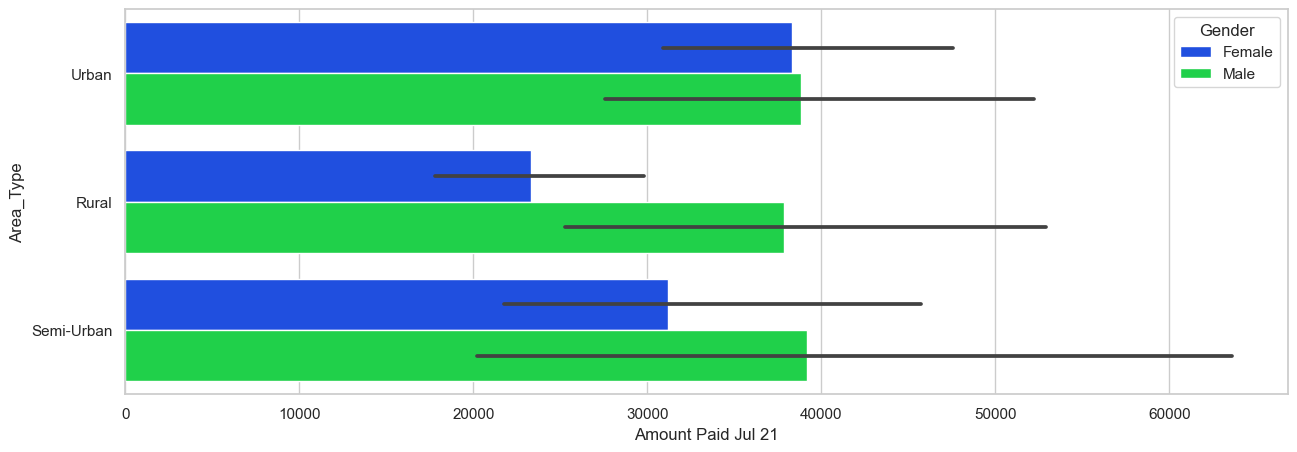 Gender
Female
Male
Urban
Rural
Semi-Urban
Area_Type
0 10000 20000 30000 40000 50000 60000
Amount Paid Jul 21